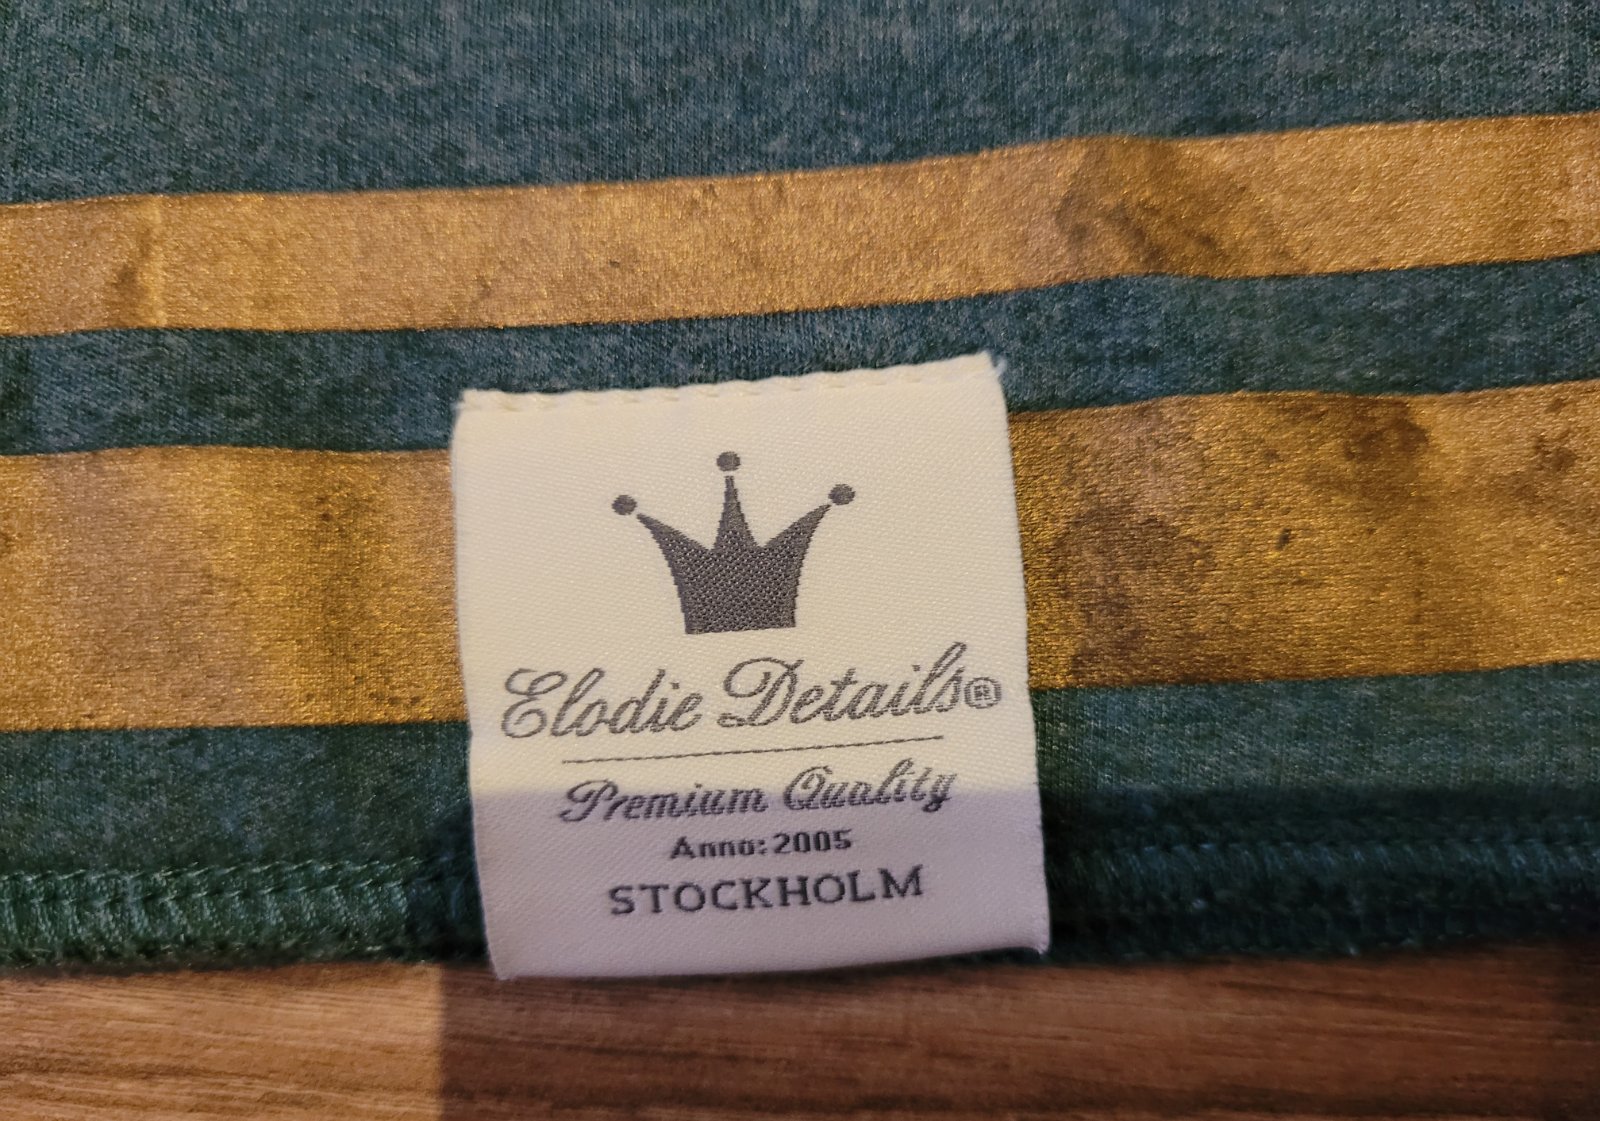 Elodie Details®
Premium Quality
Anno: 2005
STOCKHOLM